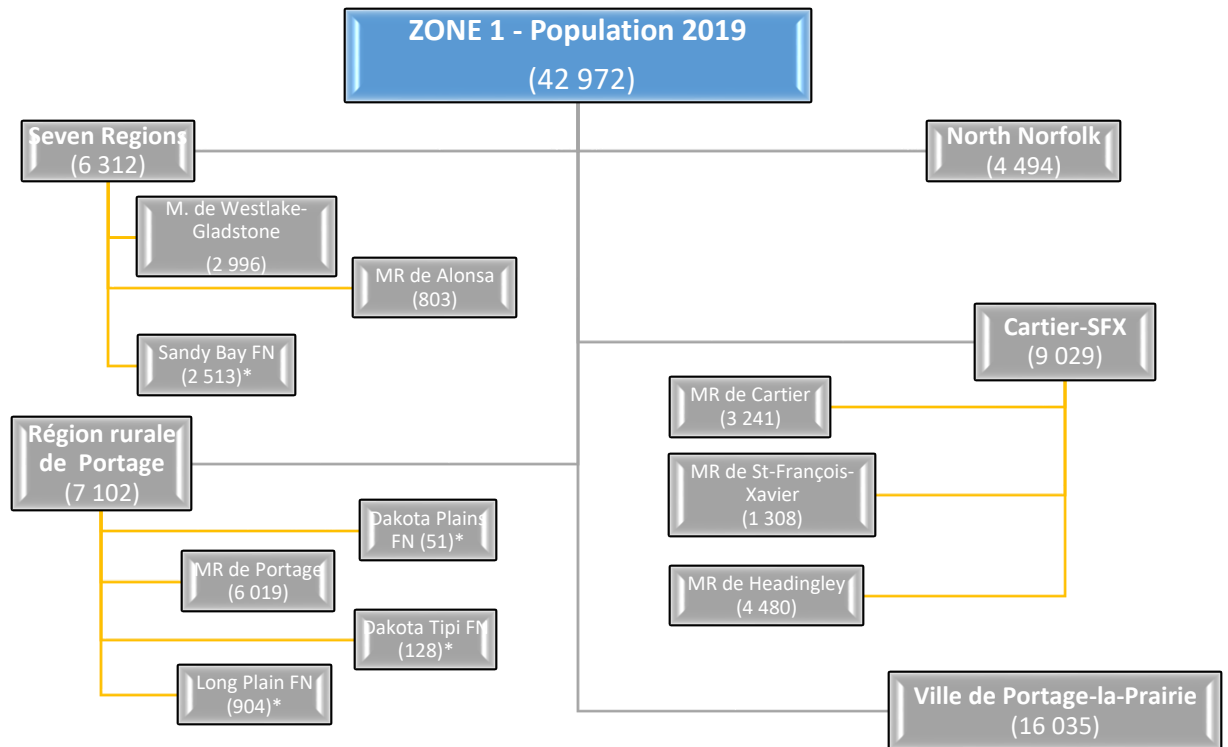 ZONE 1 - Population 2019
(42 972)
Seven Regions
(6 312)
North Norfolk
(4 494)
M. de Westlake-
Gladstone
(2 996)
MR de Alonsa
(803)
Sandy Bay FN
(2 513)*
Cartier-SFX
(9 029)
MR de Cartier
(3 241)
MR de St-François-
Xavier
(1 308)
MR de Headingley
(4 480)
Région rurale
de Portage
(7 102)
Dakota Plains
FN (51)*
MR de Portage
(6 019)
Dakota Tipi FN
(128)*
Long Plain FN
(904)*
Ville de Portage-la-Prairie
(16 035)